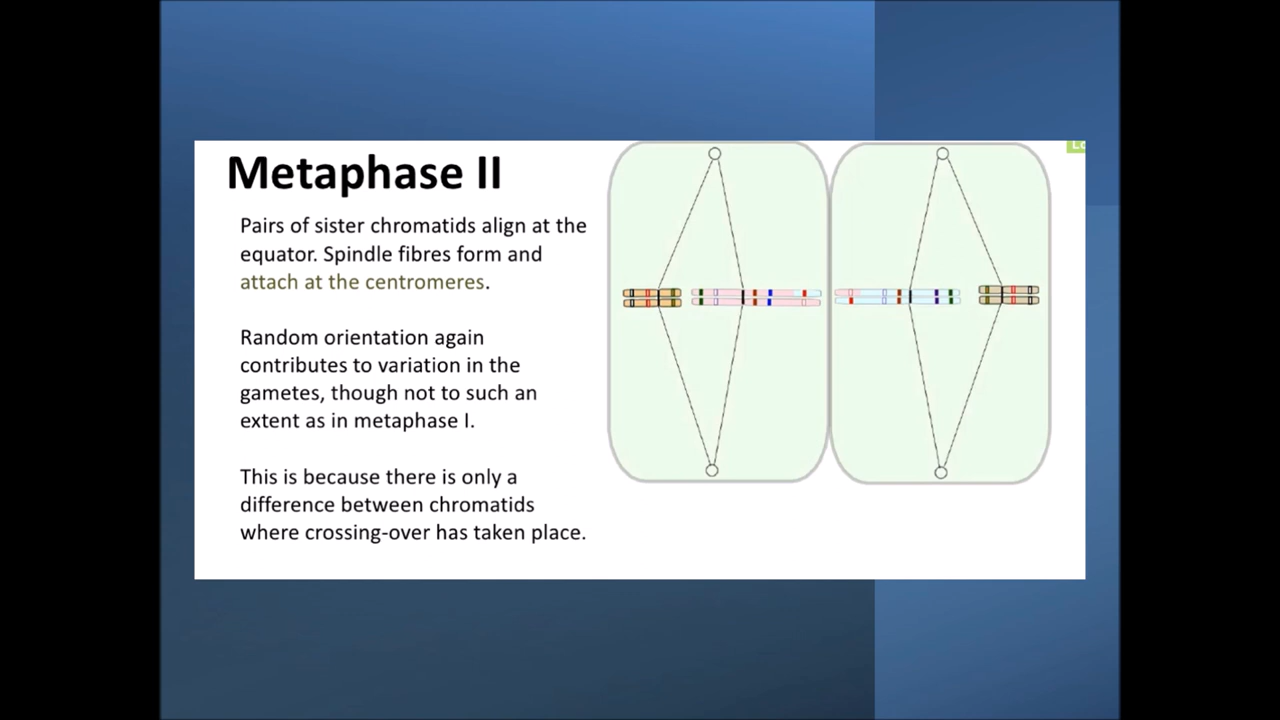 Metaphase II
Pairs of sister chromatids align at the
equator. Spindle fibres form and
attach at the centromeres.
Random orientation again
contributes to variation in the
gametes, though not to such an
extent as in metaphase I.
This is because there is only a
difference between chromatids
where crossing-over has taken place.